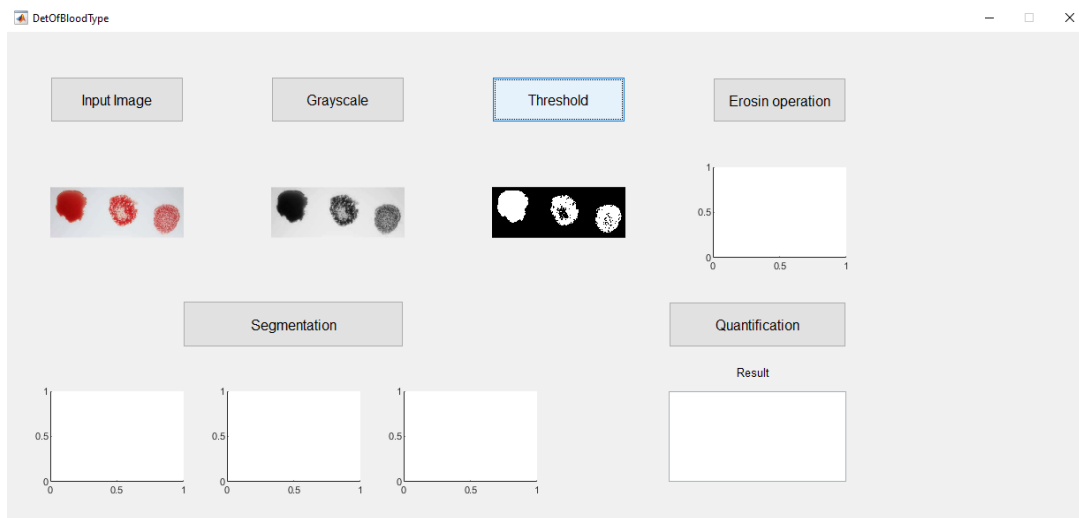 DetOfBloodType
Input Image
Grayscale
Threshold
Erosin operation
1
0.5
0
0 0.5 1
Segmentation
Quantification
Result
1
0.5
0
0 0.5 1
1
0.5
0
0 0.5 1
1
0.5
0
0 0.5 1